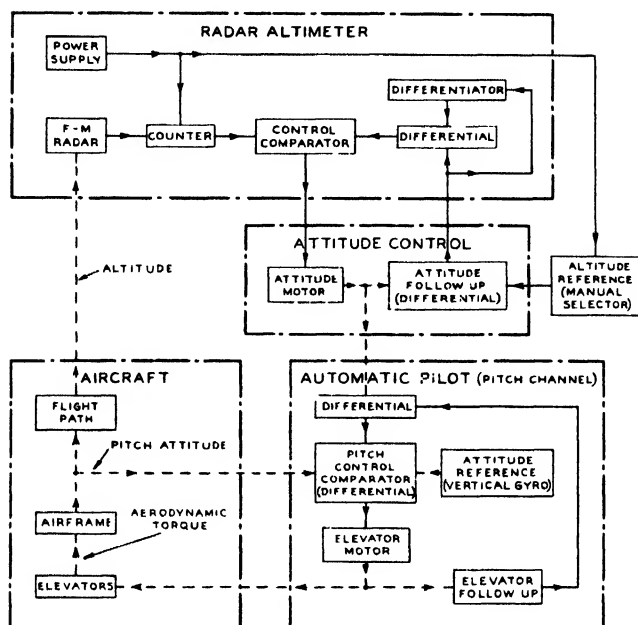 RADAR ALTIMETER
POWER
SUPPLY
DIFFERENTIATOR
F-M
RADAR
COUNTER
CONTROL
COMPARATOR
DIFFERENTIAL
ALTITUDE
ATTITUDE CONTROL
ATTITUDE
MOTOR
ATTITUDE
FOLLOW UP
(DIFFERENTIAL)
ALTITUDE
REFERENCE
(MANUAL
SELECTOR)
AIRCRAFT
FLIGHT
PATH
PITCH ATTITUDE
AIRFRAME
AERODYNAMIC
TORQUE
ELEVATORS
AUTOMATIC PILOT (PITCH CHANNEL)
DIFFERENTIAL
PITCH
CONTROL
COMPARATOR
(DIFFERENTIAL)
ATTITUDE
REFERENCE
(VERTICAL GYRO)
ELEVATOR
MOTOR
ELEVATOR
FOLLOW UP